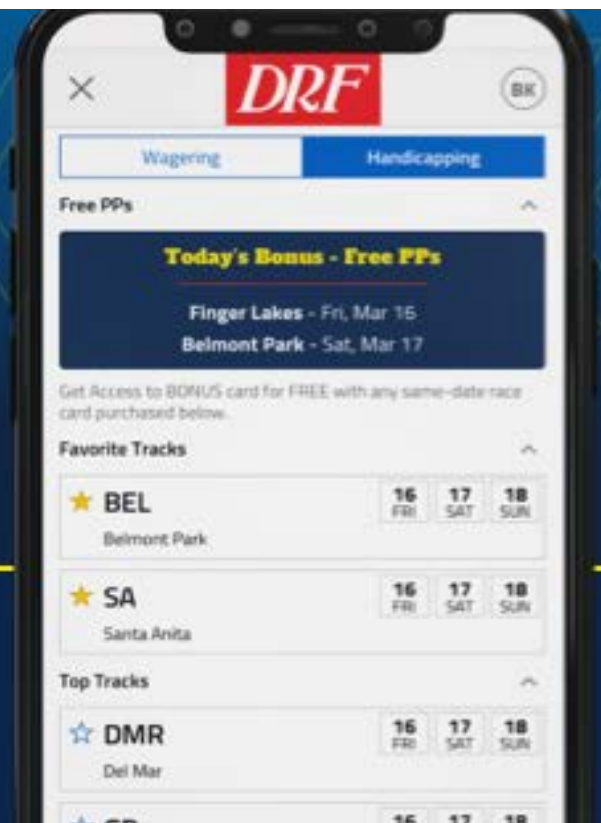 DRF
BK
Wagering
Handicapping
Free PPs
Today's Bonus - Free PPs
Finger Lakes - Fri, Mar 16
Belmont Park - Sat, Mar 17
Get Access to BONUS card for FREE with any same-date race
card purchased below.
Favorite Tracks
BEL
16 17 18
FRI SAT SUN
Belmont Park
SA
16 17 18
FRI SAT SUN
Santa Anita
Top Tracks
DMR
16 17 18
FRI SAT SUN
Del Mar
16 17 18